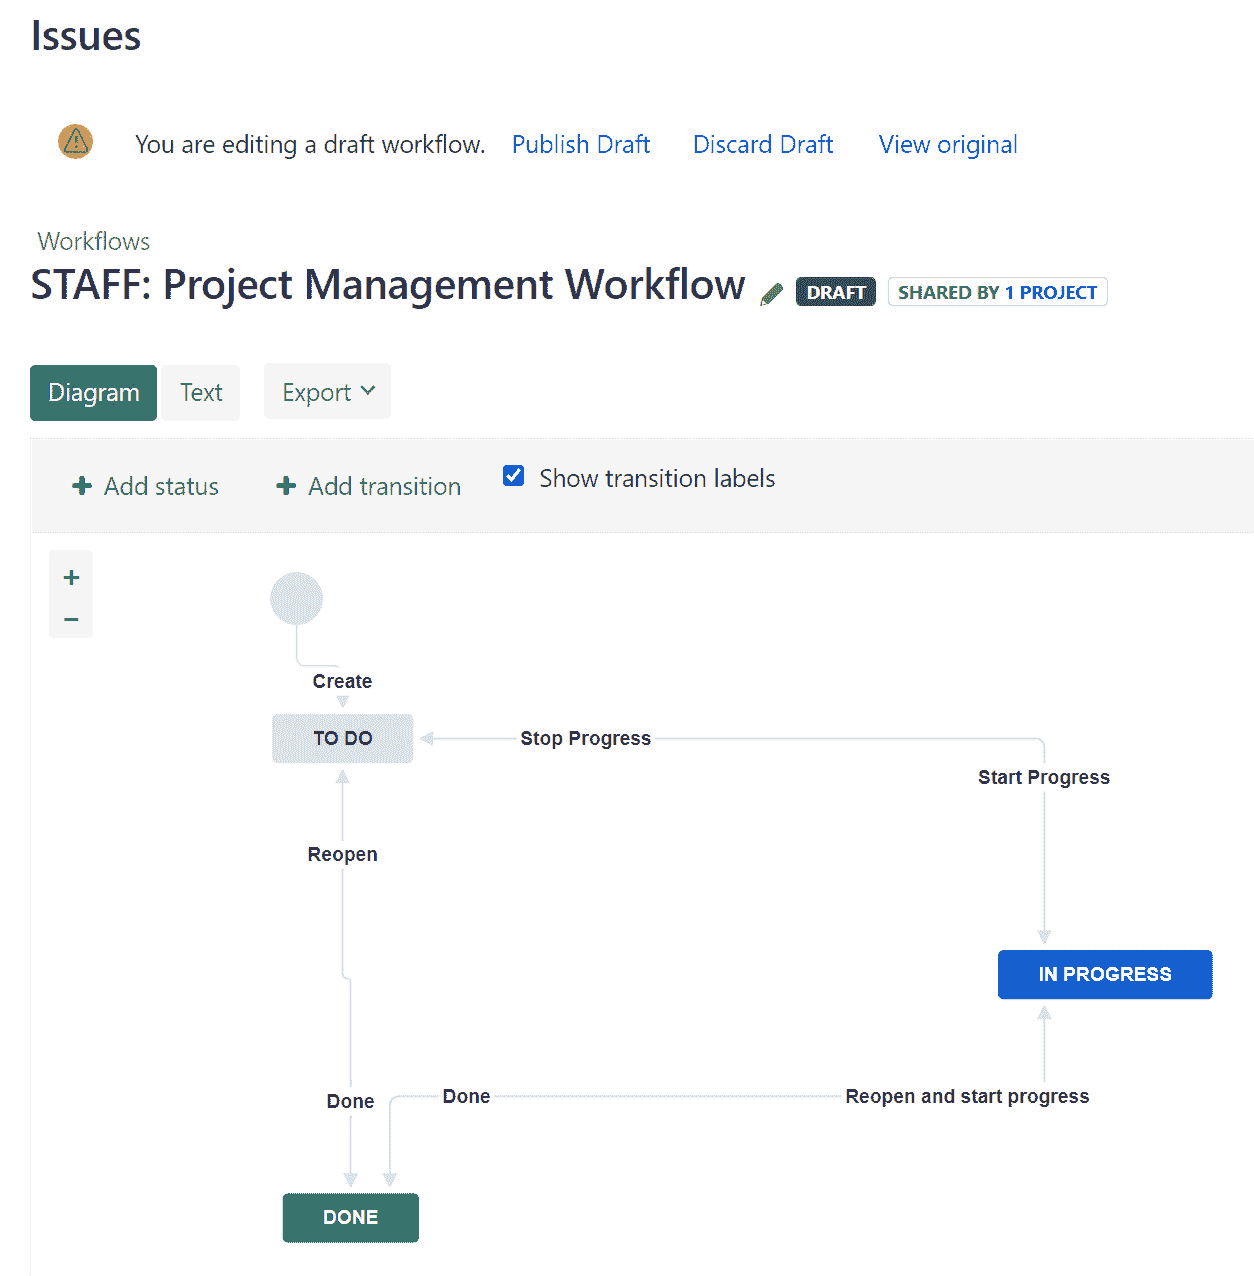 Issues
You are editing a draft workflow. Publish Draft Discard Draft View original
Workflows
STAFF: Project Management Workflow DRAFT SHARED BY 1 PROJECT
Diagram Text Export
+ Add status + Add transition Show transition labels
+
−
Create
TO DO
Stop Progress
Start Progress
Reopen
IN PROGRESS
Done
Done
Reopen and start progress
DONE